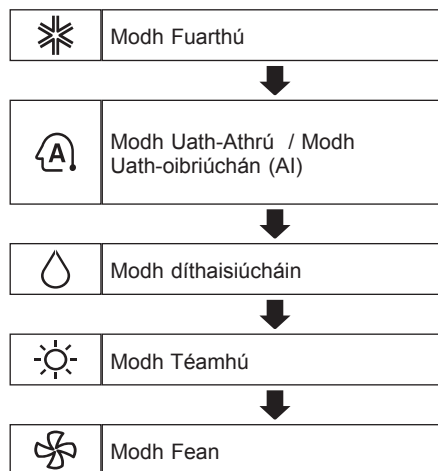 Modh Fuarthú
A
Modh Uath-Athrú / Modh
Uath-oibriúchán (AI)
Modh díthaisiúcháin
Modh Téamhú
Modh Fean